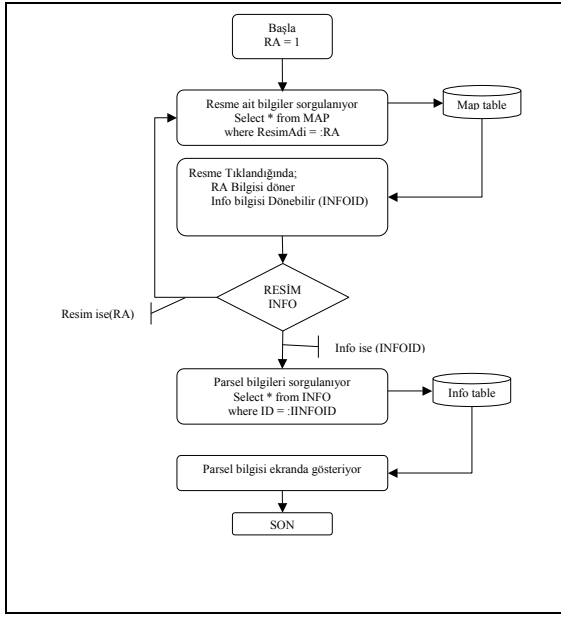 Başla
RA = 1
Resme ait bilgiler sorgulanıyor
Select * from MAP
where ResimAdi = :RA
Map table
Resme Tıklandığında;
RA Bilgisi döner
Info bilgisi Dönebilir (INFOID)
RESİM
INFO
Resim ise(RA)
Info ise (INFOID)
Parsel bilgileri sorgulanıyor
Select * from INFO
where ID = :IINFOID
Info table
Parsel bilgisi ekranda gösteriyor
SON